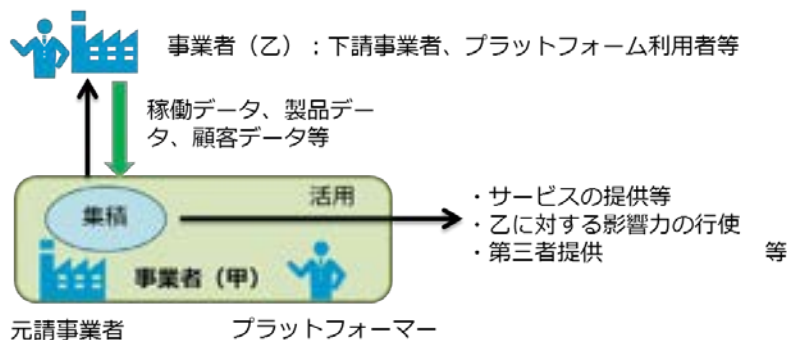 事業者（乙）：下請事業者、プラットフォーム利用者等
稼働データ、製品デー
タ、顧客データ等
活用
集積
・サービスの提供等
・乙に対する影響力の行使
・第三者提供 等
事業者（甲）
元請事業者 プラットフォーマー